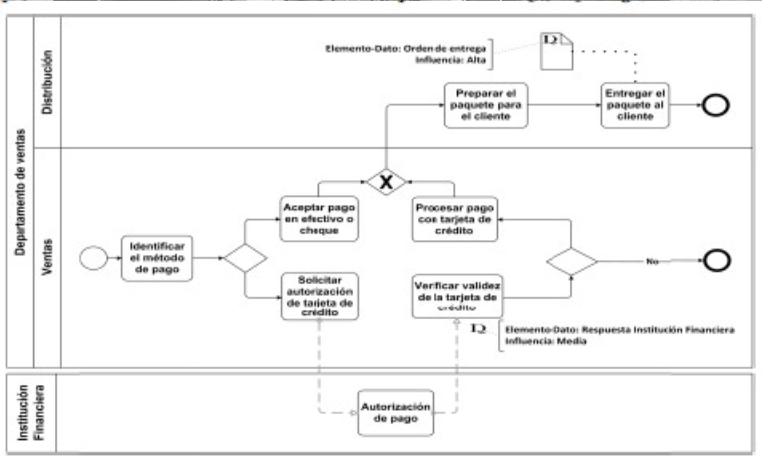 Departamento de ventas
Distribución
Elemento-Dato: Orden de entrega
Influencia: Alta
Preparar el
paquete para
el cliente
Entregar el
paquete al
cliente
Ventas
Identificar
el método
de pago
Aceptar pago
en efectivo o
cheque
X
Procesar pago
con tarjeta de
crédito
Solicitar
autorización
de tarjeta de
crédito
Verificar validez
de la tarjeta de
crédito
No
Elemento-Dato: Respuesta Institución Financiera
Influencia: Media
Institución
Financiera
Autorización
de pago